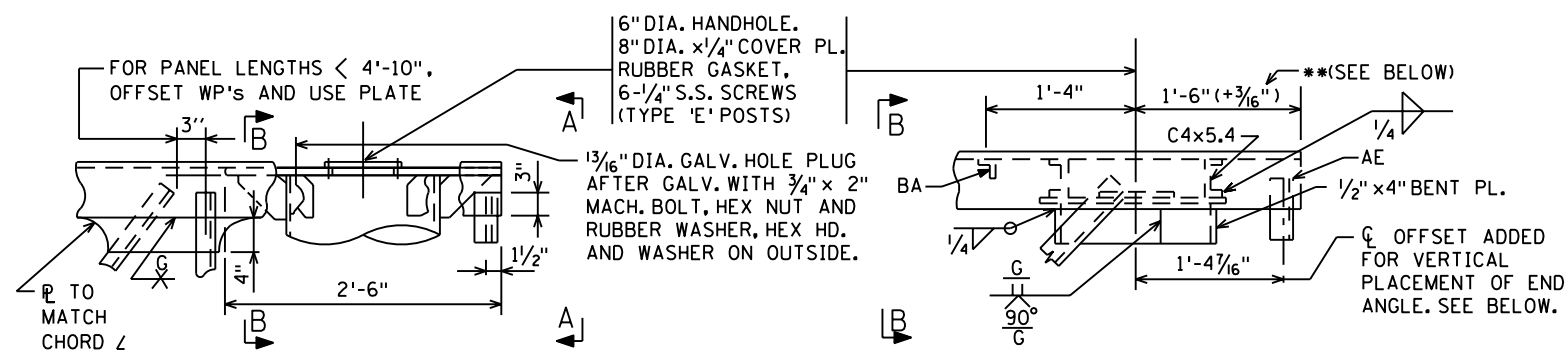 6" DIA. HANDHOLE.
8" DIA. x1/4" COVER PL.
RUBBER GASKET,
6-1/4" S.S. SCREWS
(TYPE 'E' POSTS)
FOR PANEL LENGTHS < 4'-10",
OFFSET WP's AND USE PLATE
3"
B
A
B
**(SEE BELOW)
1'-4"
1'-6" (+3/16")
1/4
C4x5.4
AE
BA
1/2" x4" BENT PL.
13/16" DIA. GALV. HOLE PLUG
AFTER GALV. WITH 3/4" x 2"
MACH. BOLT, HEX NUT AND
RUBBER WASHER, HEX HD.
AND WASHER ON OUTSIDE.
3"
1 1/2"
G
4"
2'-6"
℄ OFFSET ADDED
FOR VERTICAL
PLACEMENT OF END
ANGLE. SEE BELOW.
1'-4 7/16"
1/4
G
90°
G
PL TO
MATCH
CHORD ∠
B
A
B